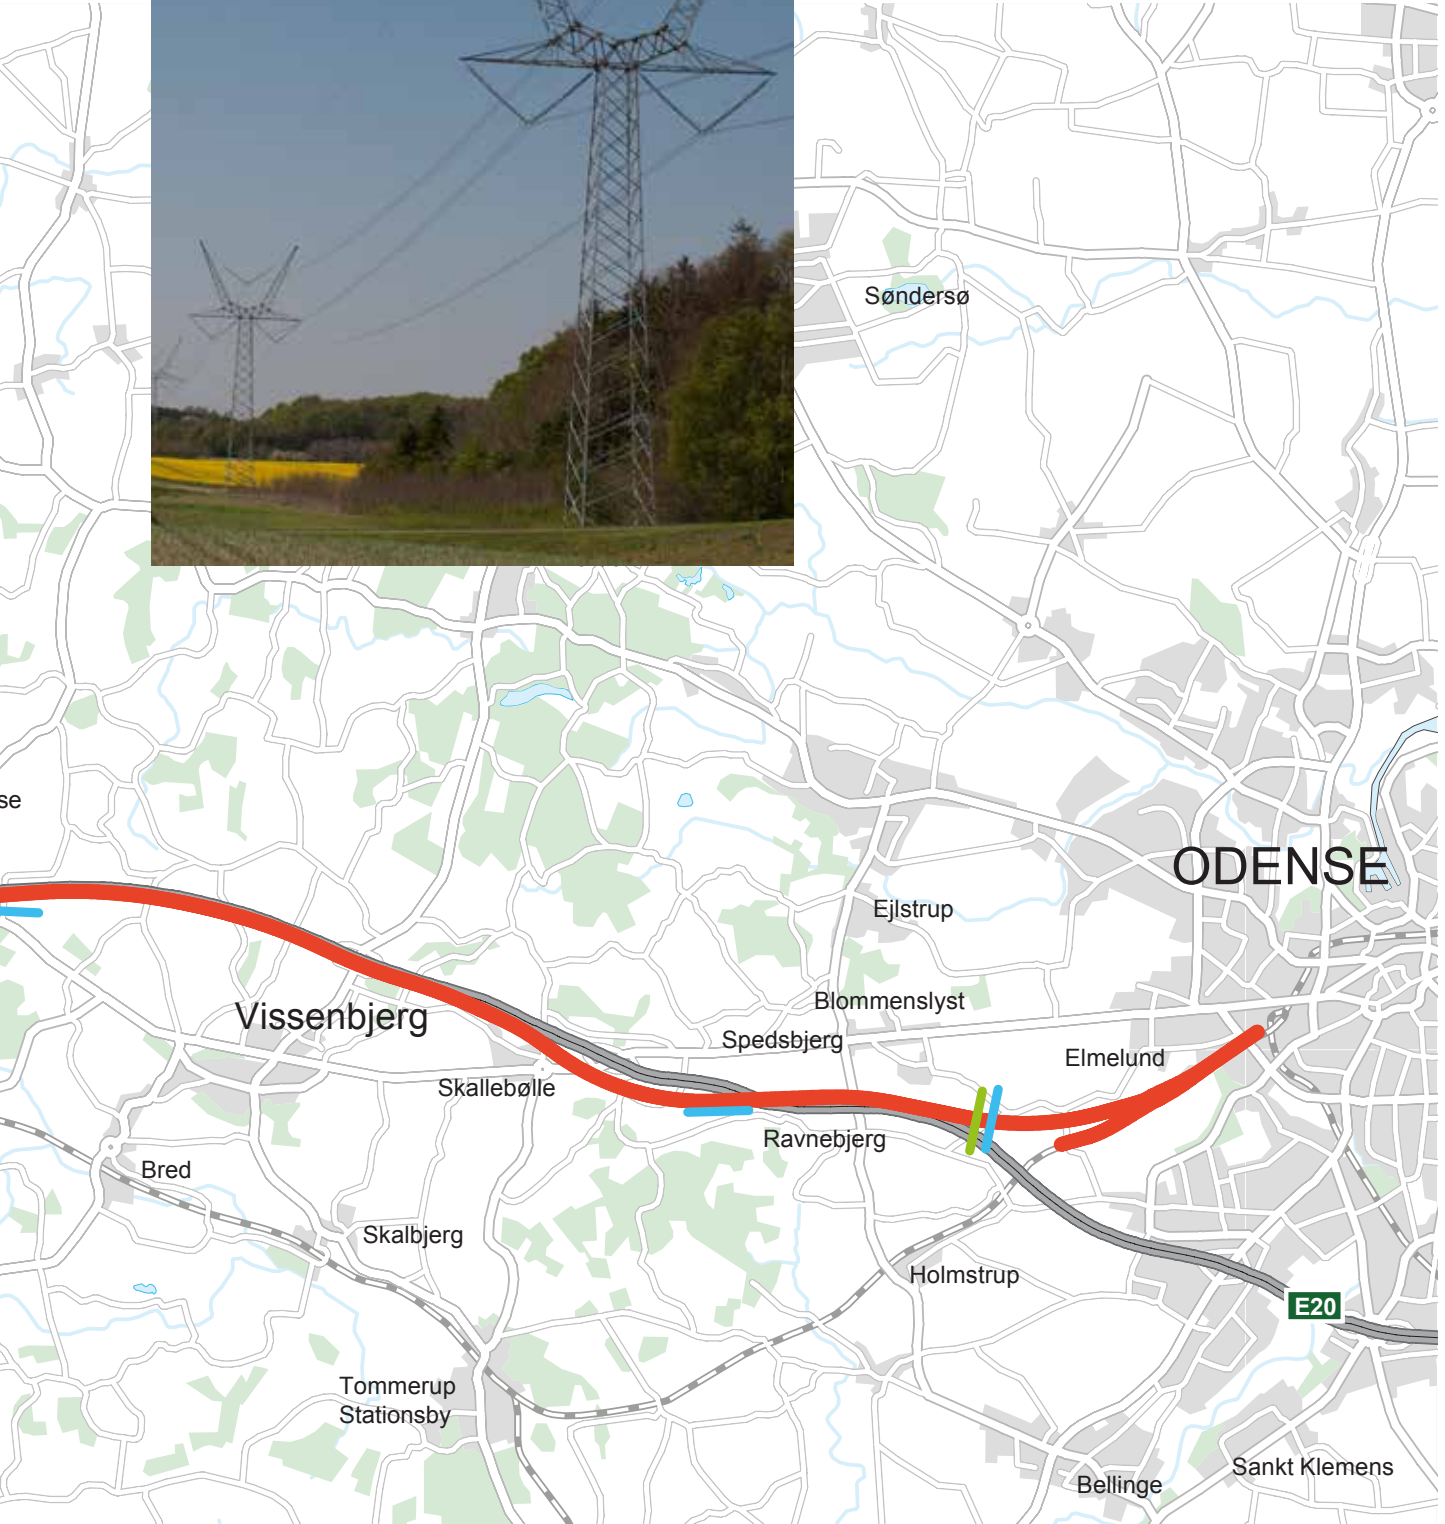 Søndersø
se
ODENSE
Ejlstrup
Blommenslyst
Vissenbjerg
Spedsbjerg
Elmelund
Skallebølle
Ravnebjerg
Bred
Skalbjerg
Holmstrup
E20
Tommerup
Stationsby
Sankt Klemens
Bellinge